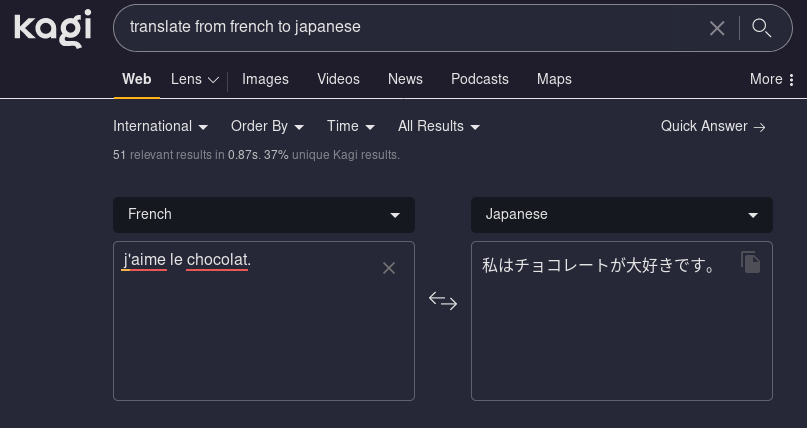 kagi
translate from french to japanese
Web Lens Images Videos News Podcasts Maps More
International Order By Time All Results Quick Answer
51 relevant results in 0.87s. 37% unique Kagi results.
French
Japanese
j'aime le chocolat.
私はチョコレートが大好きです。